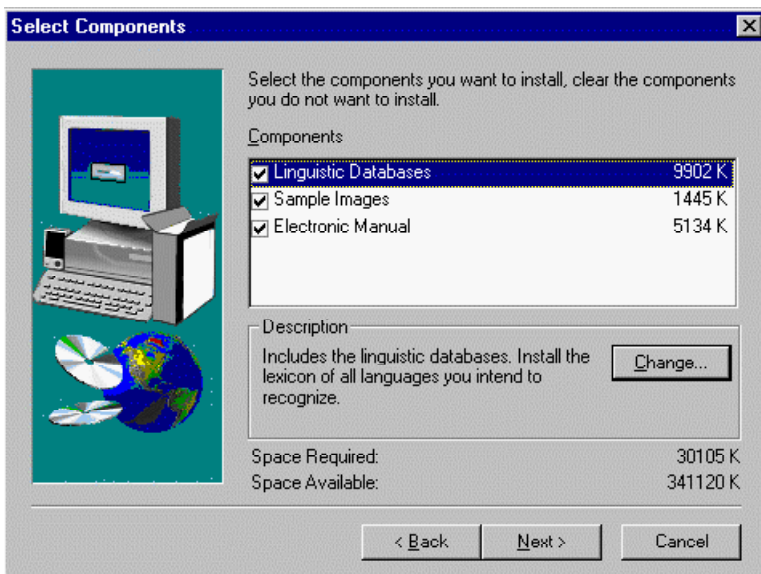 Select Components
Select the components you want to install, clear the components
you do not want to install.
Components
Linguistic Databases 9902 K
Sample Images 1445 K
Electronic Manual 5134 K
Description
Includes the linguistic databases. Install the
lexicon of all languages you intend to
recognize.
Change...
Space Required: 30105 K
Space Available: 341120 K
< Back Next > Cancel